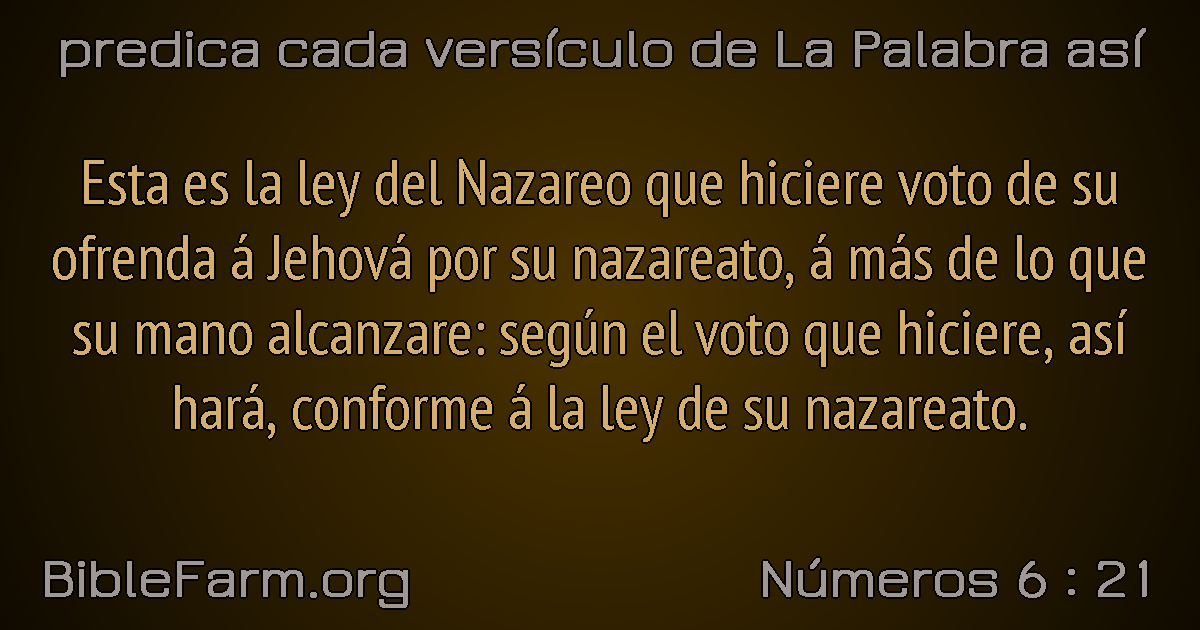 predica cada versículo de La Palabra así
Esta es la ley del Nazareo que hiciere voto de su
ofrenda á Jehová por su nazareato, á más de lo que
su mano alcanzare: según el voto que hiciere, así
hará, conforme á la ley de su nazareato.
BibleFarm.org
Números 6 : 21